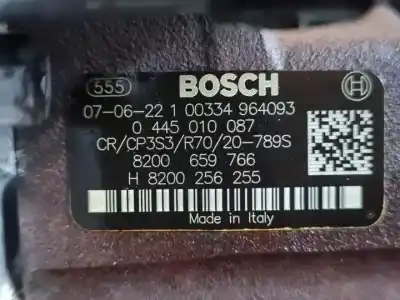 555 BOSCH
07-06-22 1 00334 964093
0 445 010 087
CR/CP3S3/R70/20-789S
8200 659 766
H 8200 256 255
Made in Italy